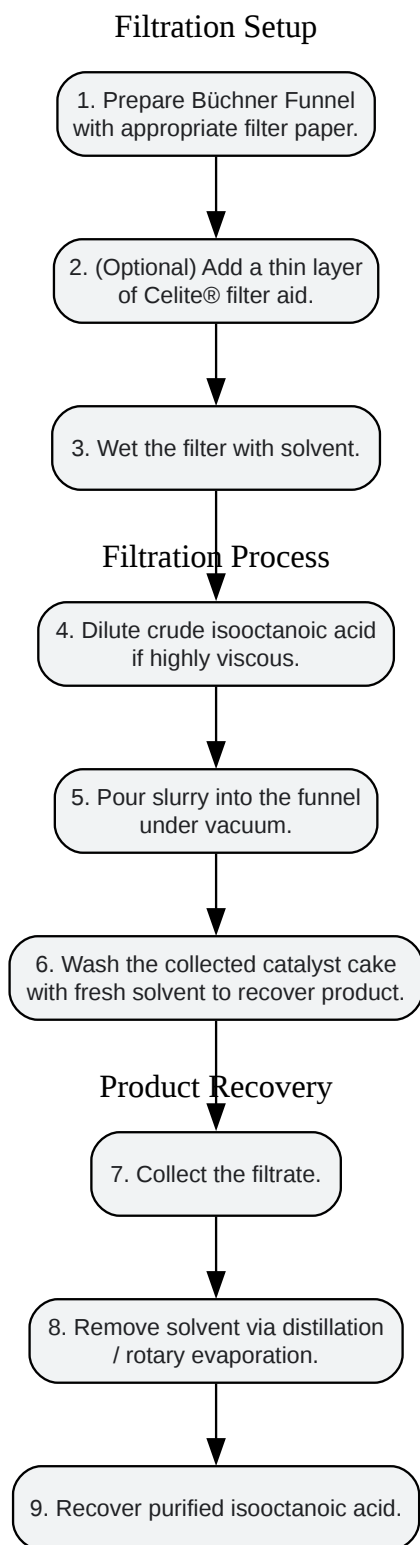 Filtration Setup
1. Prepare Büchner Funnel
with appropriate filter paper.
2. (Optional) Add a thin layer
of Celite® filter aid.
3. Wet the filter with solvent.
Filtration Process
4. Dilute crude isooctanoic acid
if highly viscous.
5. Pour slurry into the funnel
under vacuum.
6. Wash the collected catalyst cake
with fresh solvent to recover product.
Product Recovery
7. Collect the filtrate.
8. Remove solvent via distillation
/ rotary evaporation.
9. Recover purified isooctanoic acid.